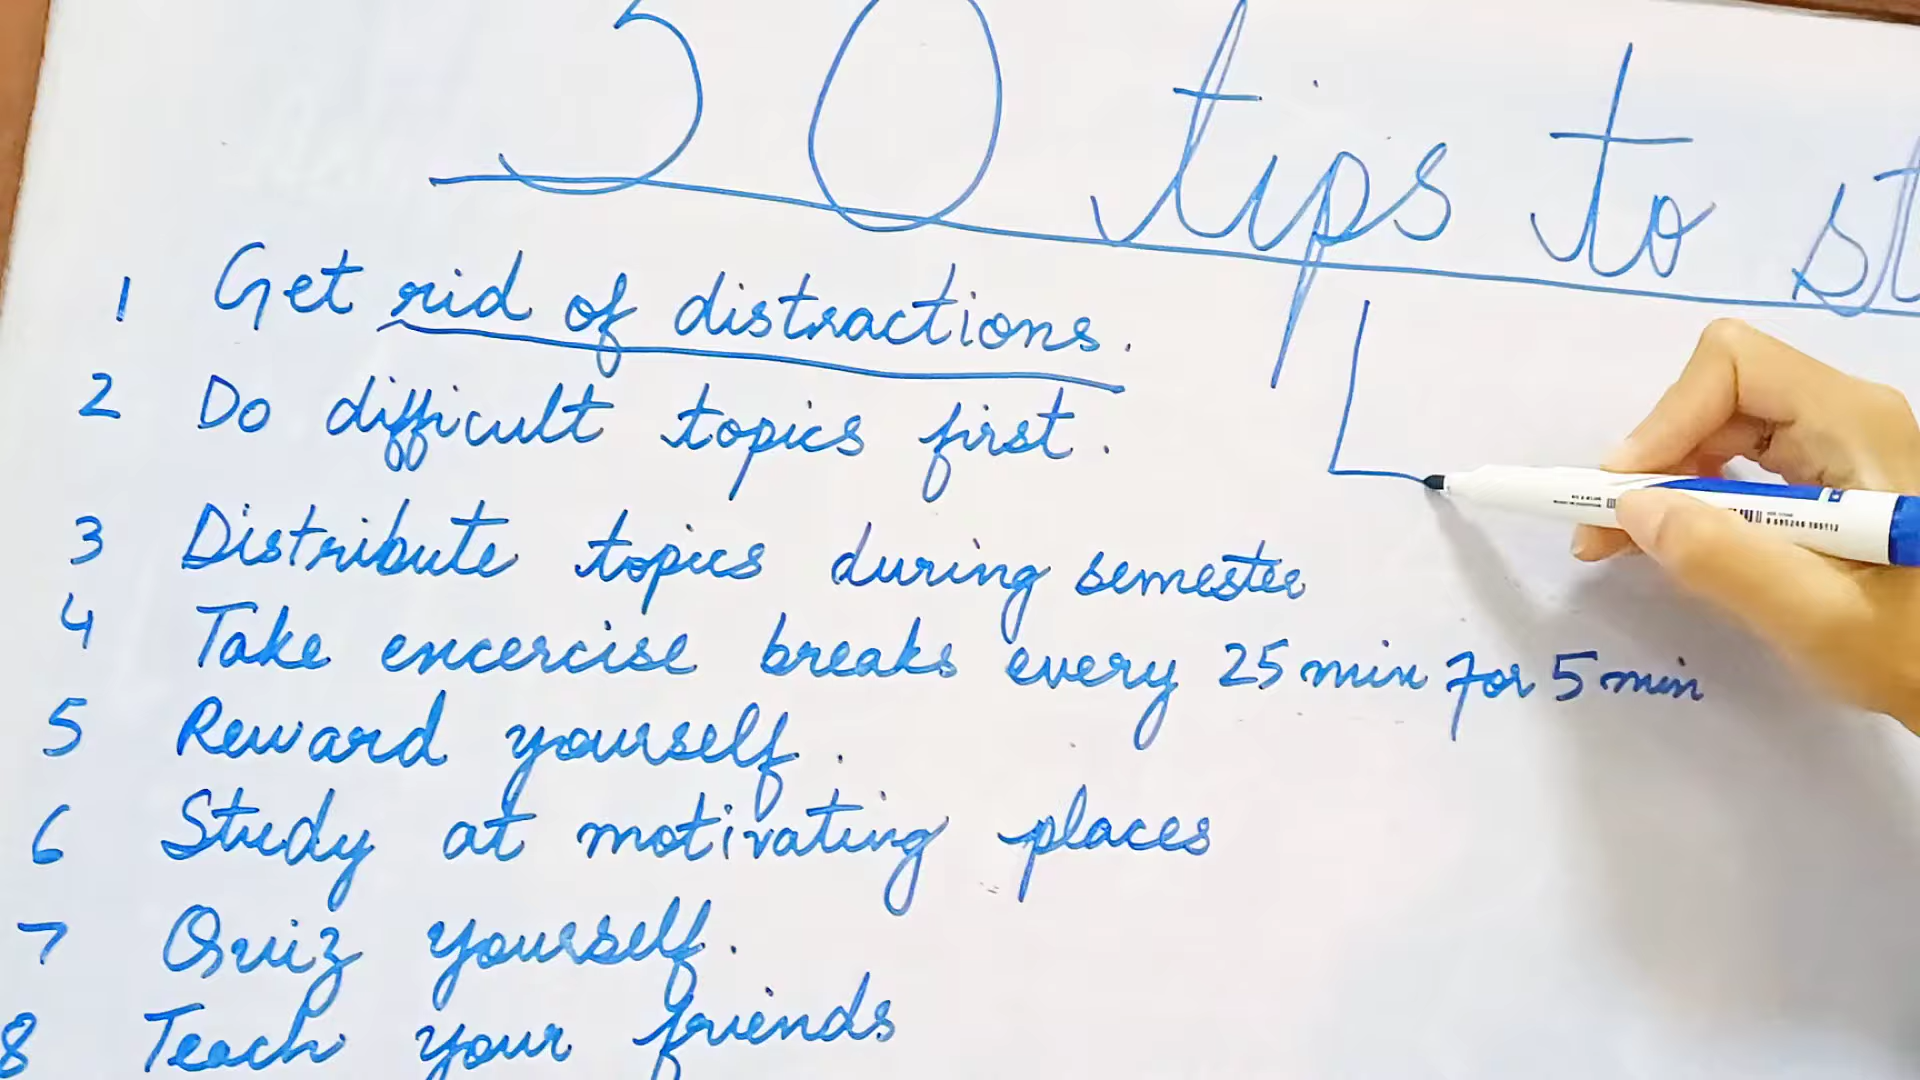 50 tips to st
1 Get rid of distractions.
2 Do difficult topics first.
3 Distribute topics during semester
4 Take encercise breaks every 25 min for 5 min
5 Reward yourself.
6 Study at motivating places
7 Quiz yourself.
8 Teach your friends